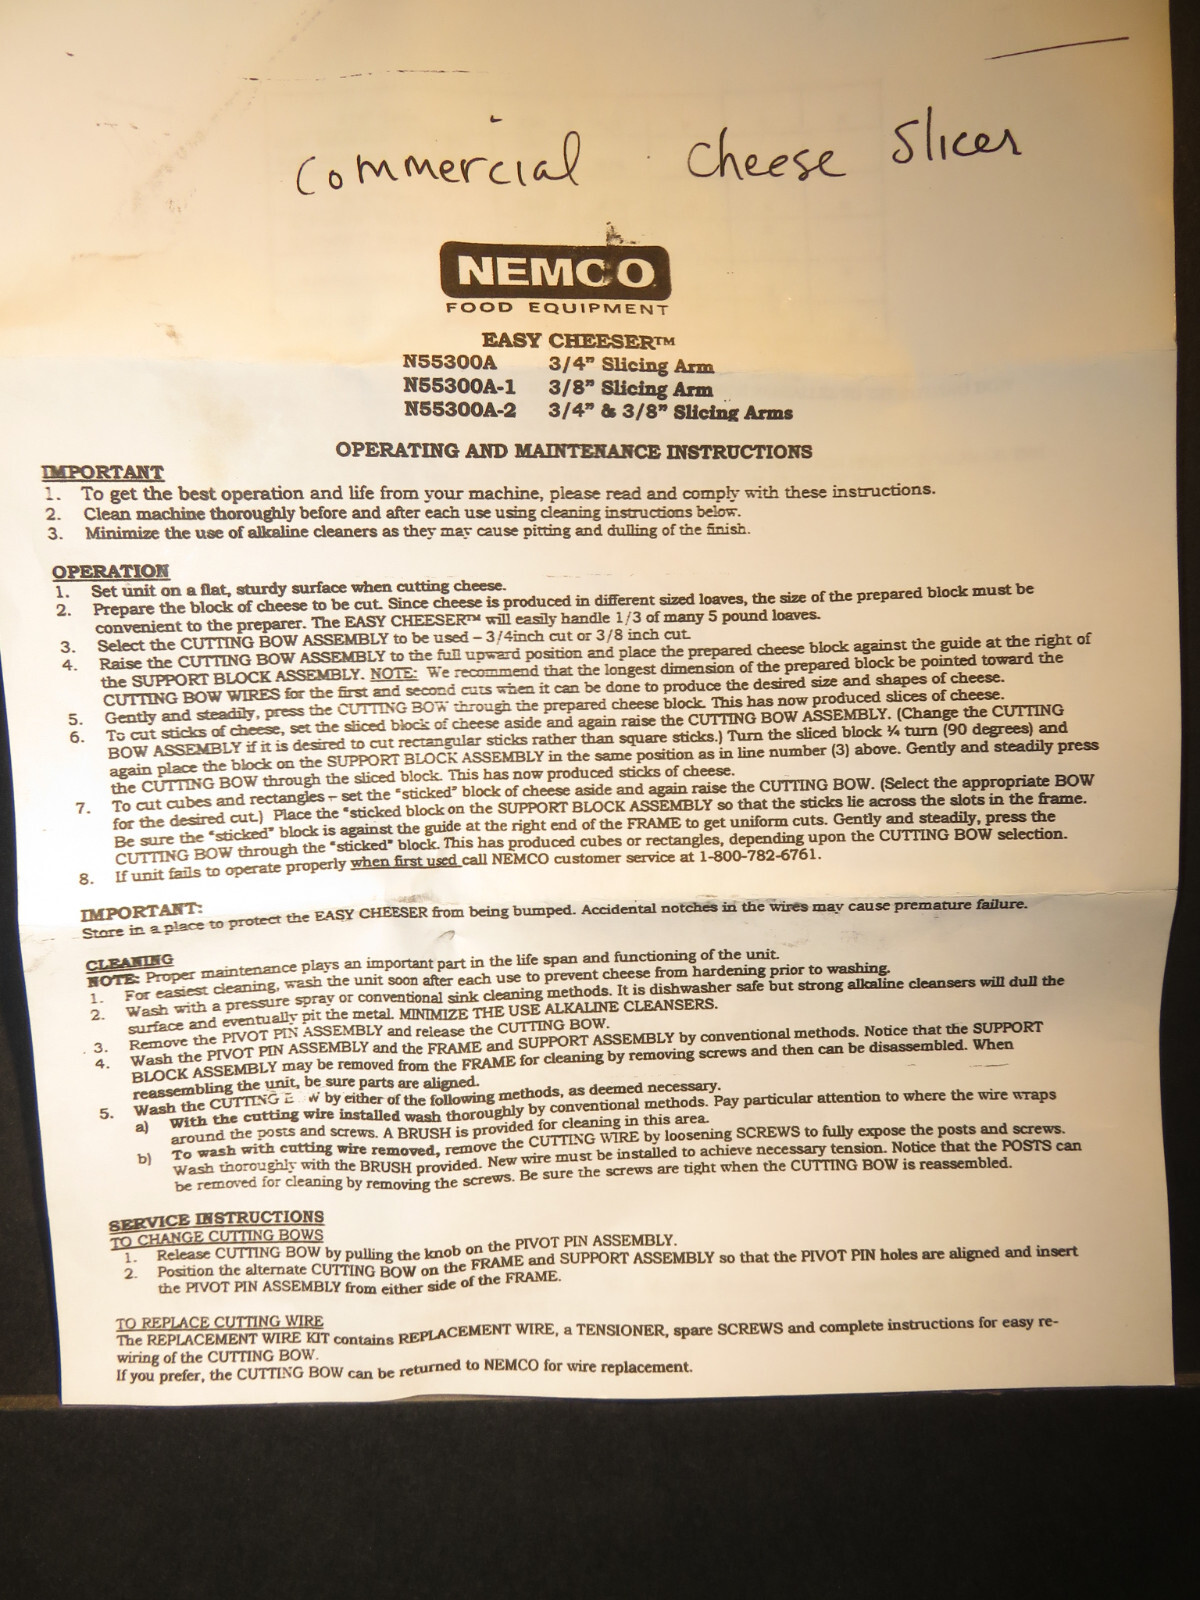 Commercial Cheese Slicer
NEMCO
FOOD EQUIPMENT
EASY CHEESER™
N55300A 3/4” Slicing Arm
N55300A-1 3/8” Slicing Arm
N55300A-2 3/4” & 3/8” Slicing Arms
OPERATING AND MAINTENANCE INSTRUCTIONS
IMPORTANT
1. To get the best operation and life from your machine, please read and comply with these instructions.
2. Clean machine thoroughly before and after each use using cleaning instructions below.
3. Minimize the use of alkaline cleaners as they may cause pitting and dulling of the finish.
OPERATION
1. Set unit on a flat, sturdy surface when cutting cheese.
2. Prepare the block of cheese to be cut. Since cheese is produced in different sized loaves, the size of the prepared block must be
convenient to the preparer. The EASY CHEESER™ will easily handle 1/3 of many 5 pound loaves.
3. Select the CUTTING BOW ASSEMBLY to be used – 3/4inch cut or 3/8 inch cut.
4. Raise the CUTTING BOW ASSEMBLY to the full upward position and place the prepared cheese block against the guide at the right of
the SUPPORT BLOCK ASSEMBLY. NOTE: We recommend that the longest dimension of the prepared block be pointed toward the
CUTTING BOW WIRES for the first and second cuts when it can be done to produce the desired size and shapes of cheese.
5. Gently and steadily, press the CUTTING BOW through the prepared cheese block. This has now produced slices of cheese.
6. To cut sticks of cheese, set the sliced block of cheese aside and again raise the CUTTING BOW ASSEMBLY. (Change the CUTTING
BOW ASSEMBLY if it is desired to cut rectangular sticks rather than square sticks.) Turn the sliced block ¼ turn (90 degrees) and
again place the block on the SUPPORT BLOCK ASSEMBLY in the same position as in line number (3) above. Gently and steadily press
the CUTTING BOW through the sliced block. This has now produced sticks of cheese.
7. To cut cubes and rectangles – set the “sticked” block of cheese aside and again raise the CUTTING BOW. (Select the appropriate BOW
for the desired cut.) Place the “sticked block on the SUPPORT BLOCK ASSEMBLY so that the sticks lie across the slots in the frame.
Be sure the “sticked” block is against the guide at the right end of the FRAME to get uniform cuts. Gently and steadily, press the
CUTTING BOW through the “sticked” block. This has produced cubes or rectangles, depending upon the CUTTING BOW selection.
8. If unit fails to operate properly when first used call NEMCO customer service at 1-800-782-6761.
IMPORTANT:
Store in a place to protect the EASY CHEESER from being bumped. Accidental notches in the wires may cause premature failure.
CLEANING
NOTE: Proper maintenance plays an important part in the life span and functioning of the unit.
1. For easiest cleaning, wash the unit soon after each use to prevent cheese from hardening prior to washing.
2. Wash with a pressure spray or conventional sink cleaning methods. It is dishwasher safe but strong alkaline cleansers will dull the
surface and eventually pit the metal. MINIMIZE THE USE ALKALINE CLEANSERS.
3. Remove the PIVOT PIN ASSEMBLY and release the CUTTING BOW.
4. Wash the PIVOT PIN ASSEMBLY and the FRAME and SUPPORT ASSEMBLY by conventional methods. Notice that the SUPPORT
BLOCK ASSEMBLY may be removed from the FRAME for cleaning by removing screws and then can be disassembled. When
reassembling the unit, be sure parts are aligned.
5. Wash the CUTTING by either of the following methods, as deemed necessary.
a) With the cutting wire installed wash thoroughly by conventional methods. Pay particular attention to where the wire wraps
around the posts and screws. A BRUSH is provided for cleaning in this area.
b) To wash with cutting wire removed, remove the CUTTING WIRE by loosening SCREWS to fully expose the posts and screws.
Wash thoroughly with the BRUSH provided. New wire must be installed to achieve necessary tension. Notice that the POSTS can
be removed for cleaning by removing the screws. Be sure the screws are tight when the CUTTING BOW is reassembled.
SERVICE INSTRUCTIONS
TO CHANGE CUTTING BOWS
1. Release CUTTING BOW by pulling the knob on the PIVOT PIN ASSEMBLY.
2. Position the alternate CUTTING BOW on the FRAME and SUPPORT ASSEMBLY so that the PIVOT PIN holes are aligned and insert
the PIVOT PIN ASSEMBLY from either side of the FRAME.
TO REPLACE CUTTING WIRE
The REPLACEMENT WIRE KIT contains REPLACEMENT WIRE, a TENSIONER, spare SCREWS and complete instructions for easy re-
wiring of the CUTTING BOW.
If you prefer, the CUTTING BOW can be returned to NEMCO for wire replacement.